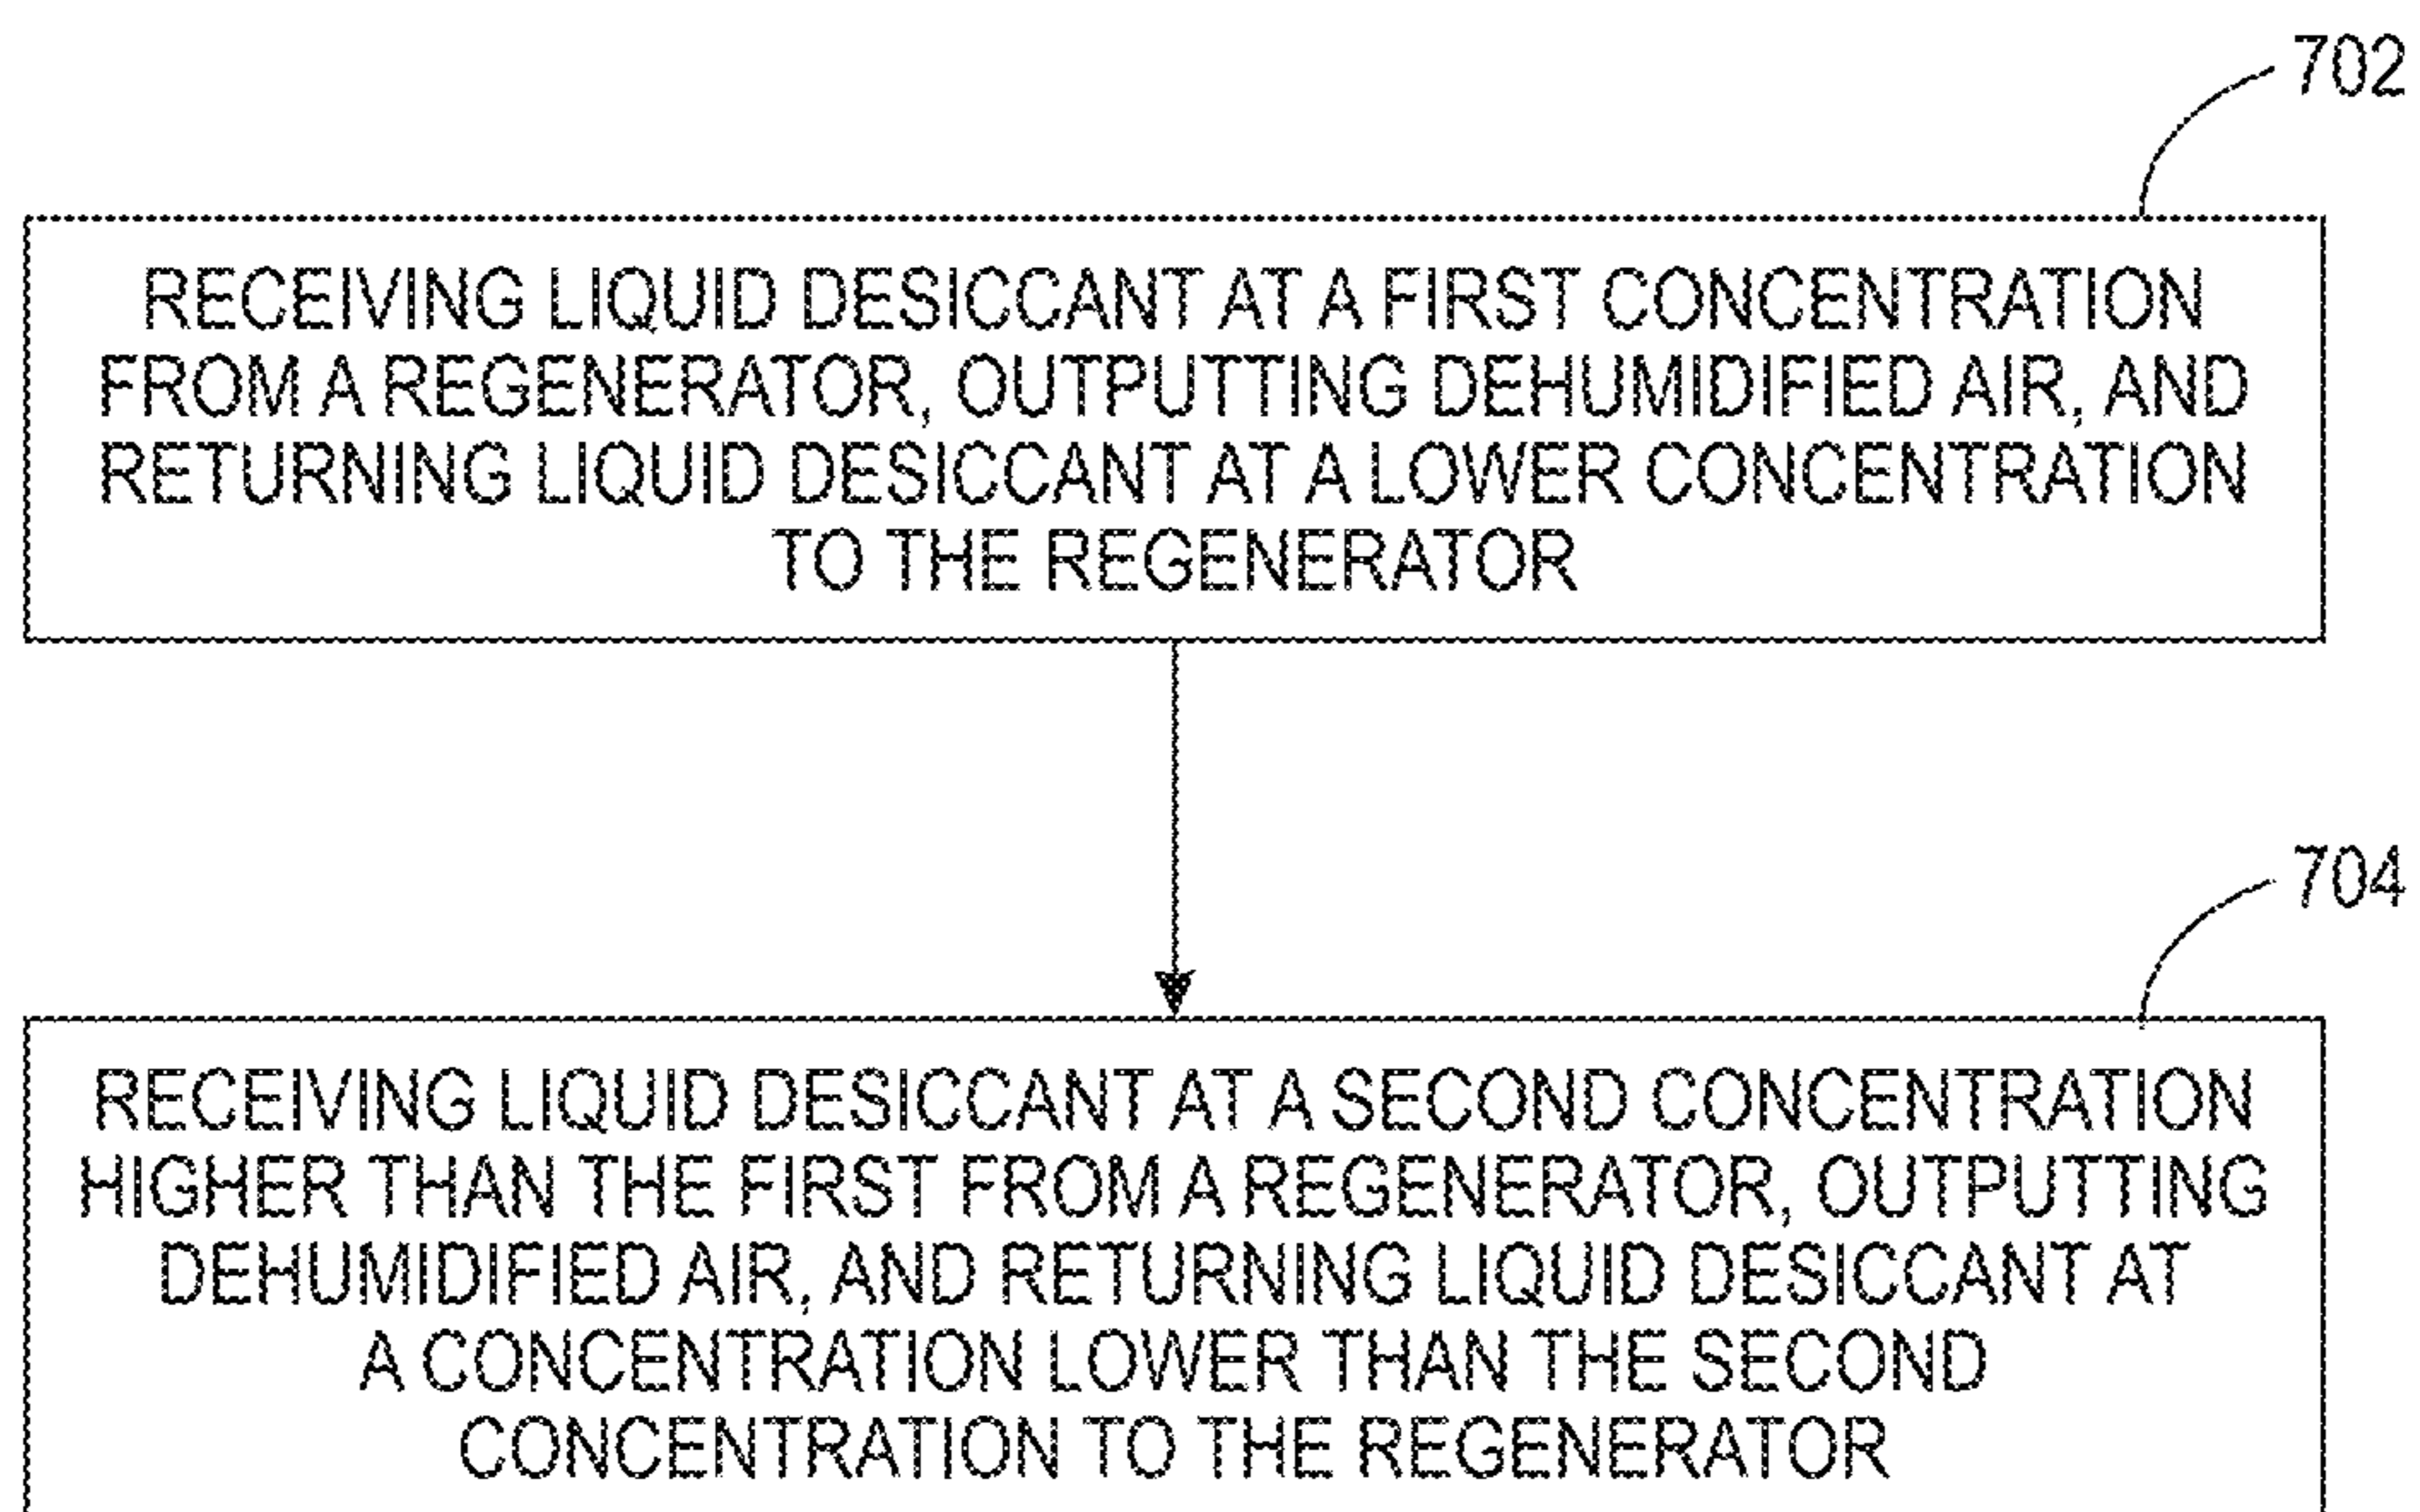 702
RECEIVING LIQUID DESICCANT AT A FIRST CONCENTRATION
FROM A REGENERATOR, OUTPUTTING DEHUMIDIFIED AIR, AND
RETURNING LIQUID DESICCANT AT A LOWER CONCENTRATION
TO THE REGENERATOR
704
RECEIVING LIQUID DESICCANT AT A SECOND CONCENTRATION
HIGHER THAN THE FIRST FROM A REGENERATOR, OUTPUTTING
DEHUMIDIFIED AIR, AND RETURNING LIQUID DESICCANT AT
A CONCENTRATION LOWER THAN THE SECOND
CONCENTRATION TO THE REGENERATOR